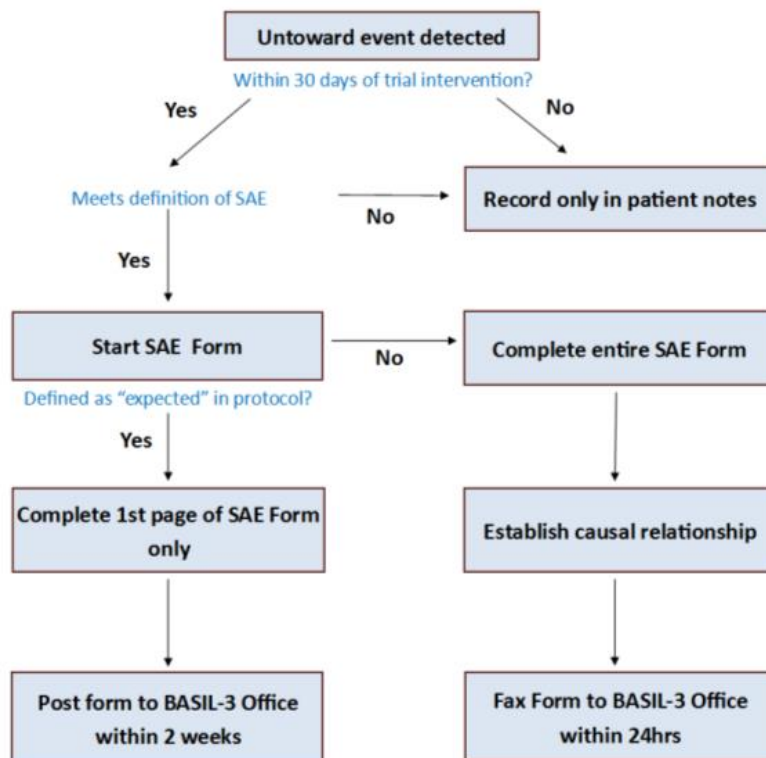 Untoward event detected
Within 30 days of trial intervention?
Yes
No
Meets definition of SAE
No
Record only in patient notes
Yes
Start SAE Form
No
Complete entire SAE Form
Defined as “expected” in protocol?
Yes
Complete 1st page of SAE Form
only
Establish causal relationship
Post form to BASIL-3 Office
within 2 weeks
Fax Form to BASIL-3 Office
within 24hrs